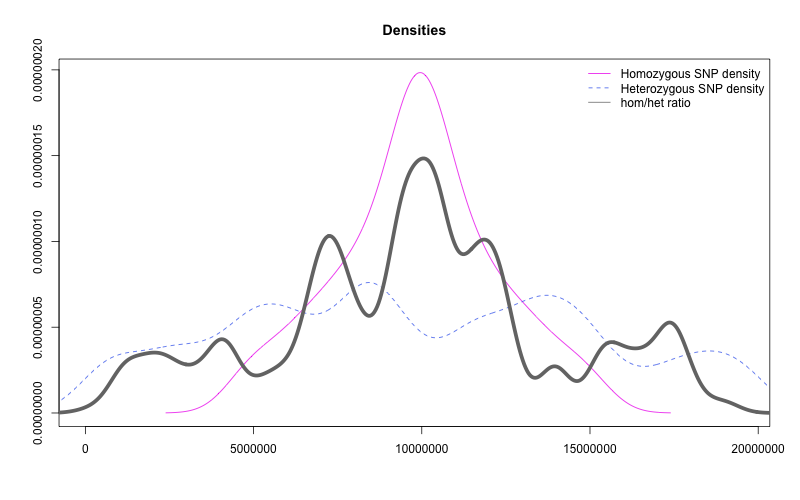 Densities
Homozygous SNP density
Heterozygous SNP density
hom/het ratio
0.00000020
0.00000015
0.00000010
0.00000005
0.00000000
0 5000000 10000000 15000000 20000000